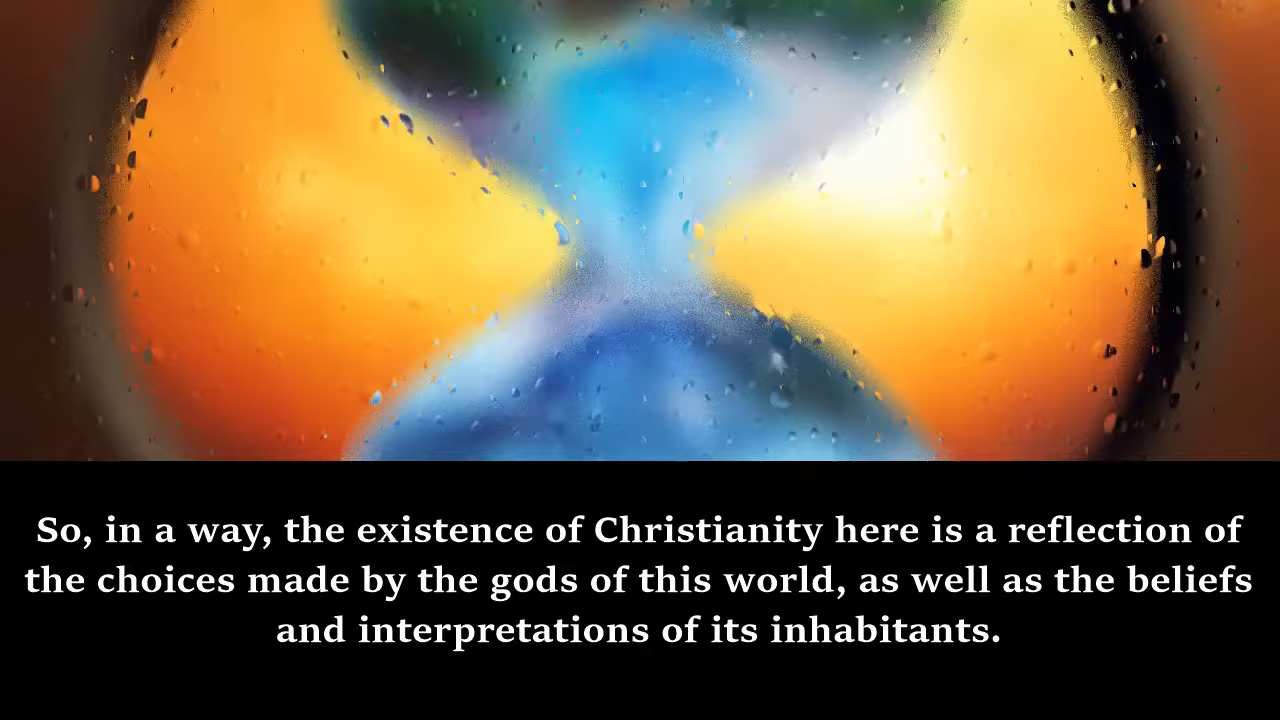 So, in a way, the existence of Christianity here is a reflection of
the choices made by the gods of this world, as well as the beliefs
and interpretations of its inhabitants.